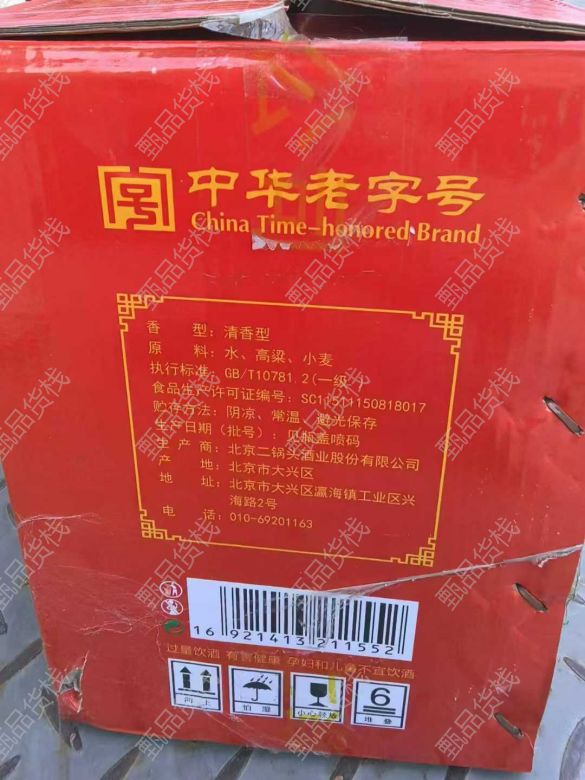 中华老字号
China Time-honored Brand
香 型：清香型
原 料：水、高粱、小麦
执行标准：GB/T10781.2(一级)
食品生产许可证编号：SC11511150818017
贮存方法：阴凉、常温、避光保存
生产日期（批号）：见瓶盖喷码
生 产 商：北京二锅头酒业股份有限公司
产 地：北京市大兴区
地 址：北京市大兴区瀛海镇工业区兴
海路2号
电 话：010-69201163
16921413211552
过量饮酒 有害健康 孕妇和儿童不宜饮酒
向上
怕湿
小心轻放
6
堆叠
甄品货栈